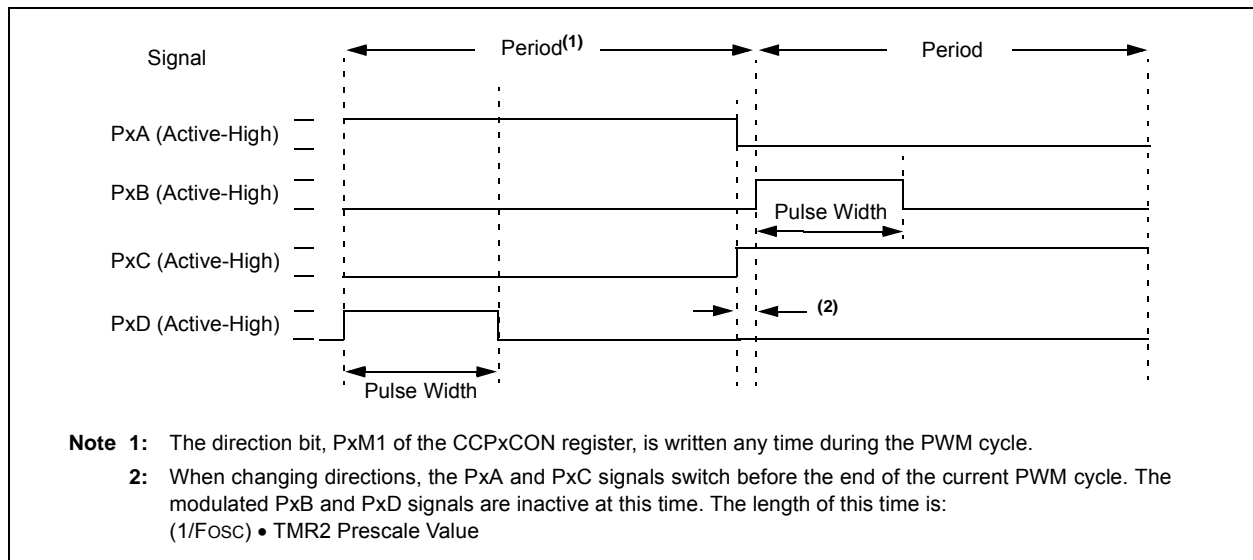 Signal
Period(1)
Period
PxA (Active-High)
PxB (Active-High)
Pulse Width
PxC (Active-High)
PxD (Active-High)
(2)
Pulse Width
Note 1: The direction bit, PxM1 of the CCPxCON register, is written any time during the PWM cycle.
2: When changing directions, the PxA and PxC signals switch before the end of the current PWM cycle. The
modulated PxB and PxD signals are inactive at this time. The length of this time is:
(1/FOSC) • TMR2 Prescale Value